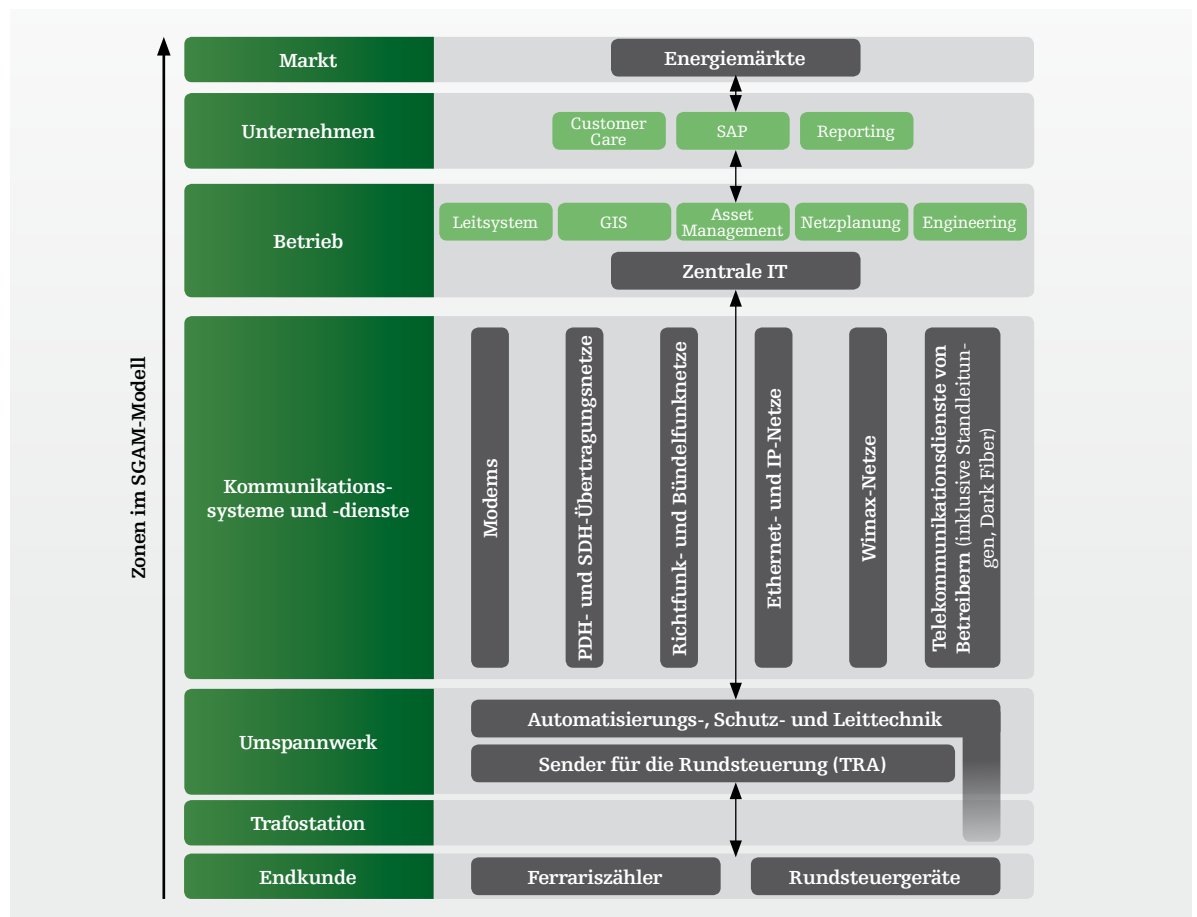 Zonen im SGAM-Modell
Markt
Energiemärkte
Unternehmen
Customer
Care
SAP
Reporting
Betrieb
Leitsystem
GIS
Asset
Management
Netzplanung
Engineering
Zentrale IT
Kommunikations-
systeme und -dienste
Modems
PDH- und SDH-Übertragungsnetze
Richtfunk- und Bündelfunknetze
Ethernet- und IP-Netze
Wimax-Netze
Telekommunikationsdienste von
Betreibern (inklusive Standleitun-
gen, Dark Fiber)
Umspannwerk
Automatisierungs-, Schutz- und Leittechnik
Sender für die Rundsteuerung (TRA)
Trafostation
Endkunde
Ferrariszähler
Rundsteuergeräte